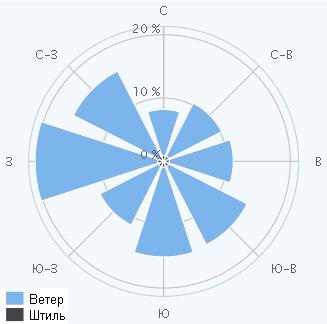 С
20 %
С-З
С-В
10 %
З
0 %
В
Ю-З
Ю-В
Ю
Ветер
Штиль